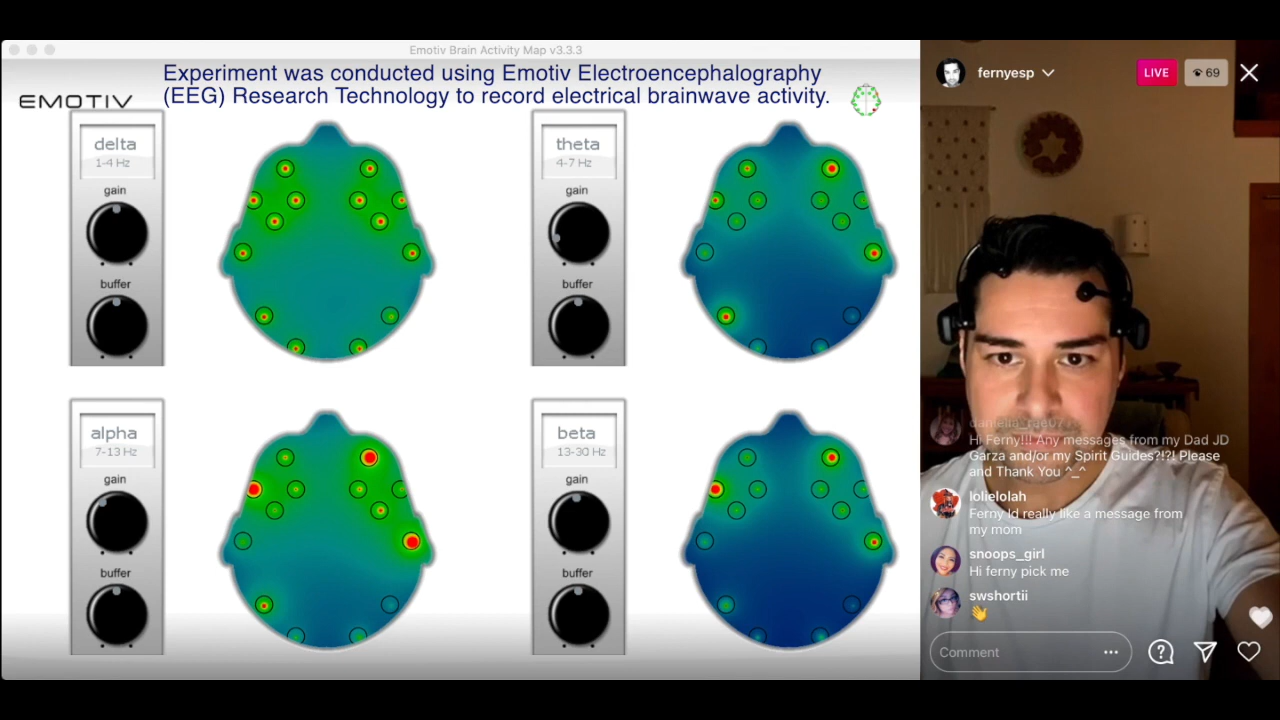 Emotiv Brain Activity Map v3.3.3
Experiment was conducted using Emotiv Electroencephalography
(EEG) Research Technology to record electrical brainwave activity.
EMOTIV
delta
1-4 Hz
gain
buffer
theta
4-7 Hz
gain
buffer
alpha
7-13 Hz
gain
buffer
beta
13-30 Hz
gain
buffer
fernyesp
LIVE
69
Hi Ferny!!! Any messages from my Dad JD
Garza and/or my Spirit Guides?!?! Please
and Thank You ^_^
lolielolah
Ferny Id really like a message from
my mom
snoops_girl
Hi ferny pick me
swshortii
👋
Comment